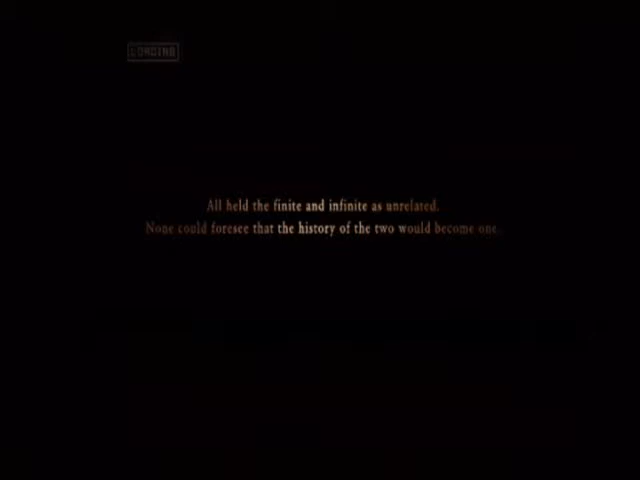 LOADING
All held the finite and infinite as unrelated.
None could foresee that the history of the two would become one.